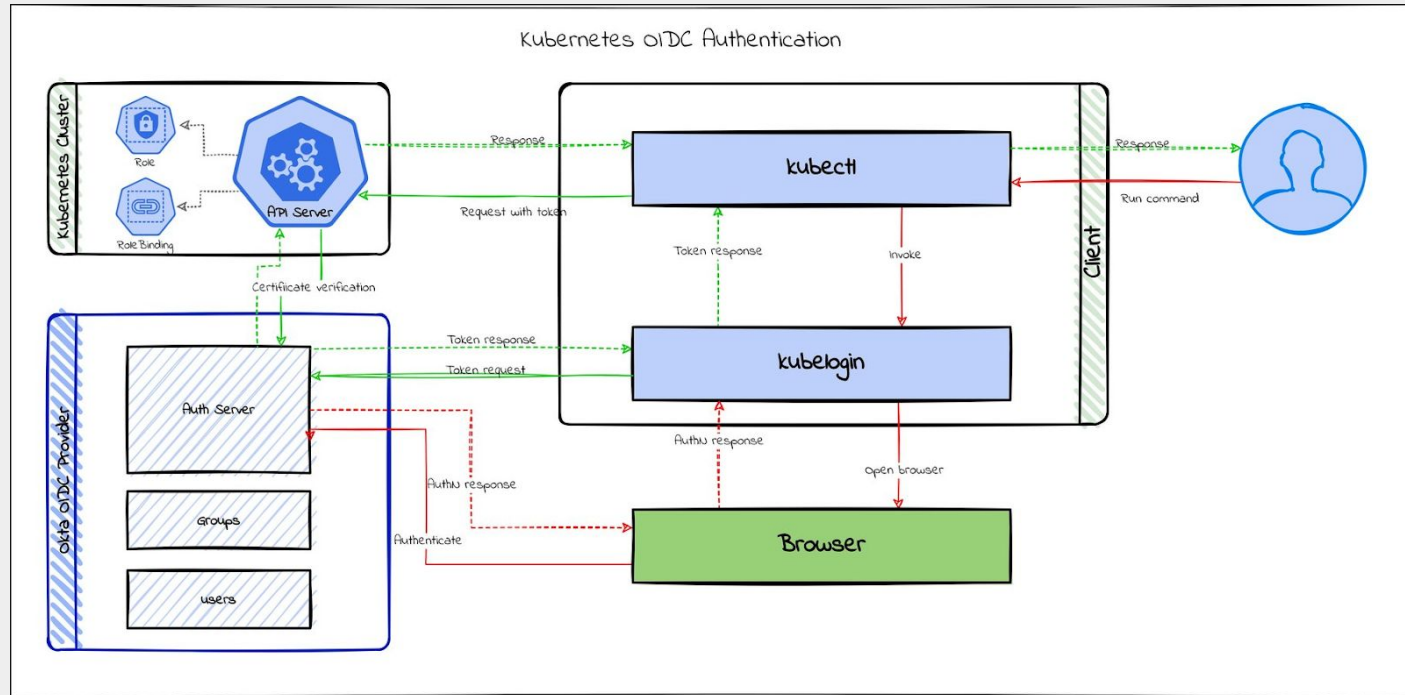 Kubernetes OIDC Authentication
Kubernetes Cluster
Role
Role Binding
API Server
Response
Request with token
kubectl
Client
Response
Run command
Token response
Invoke
Certificate verification
Okta OIDC Provider
Auth Server
Token response
Token request
kubelogin
AuthN response
Open browser
AuthN response
Authenticate
Groups
users
Browser